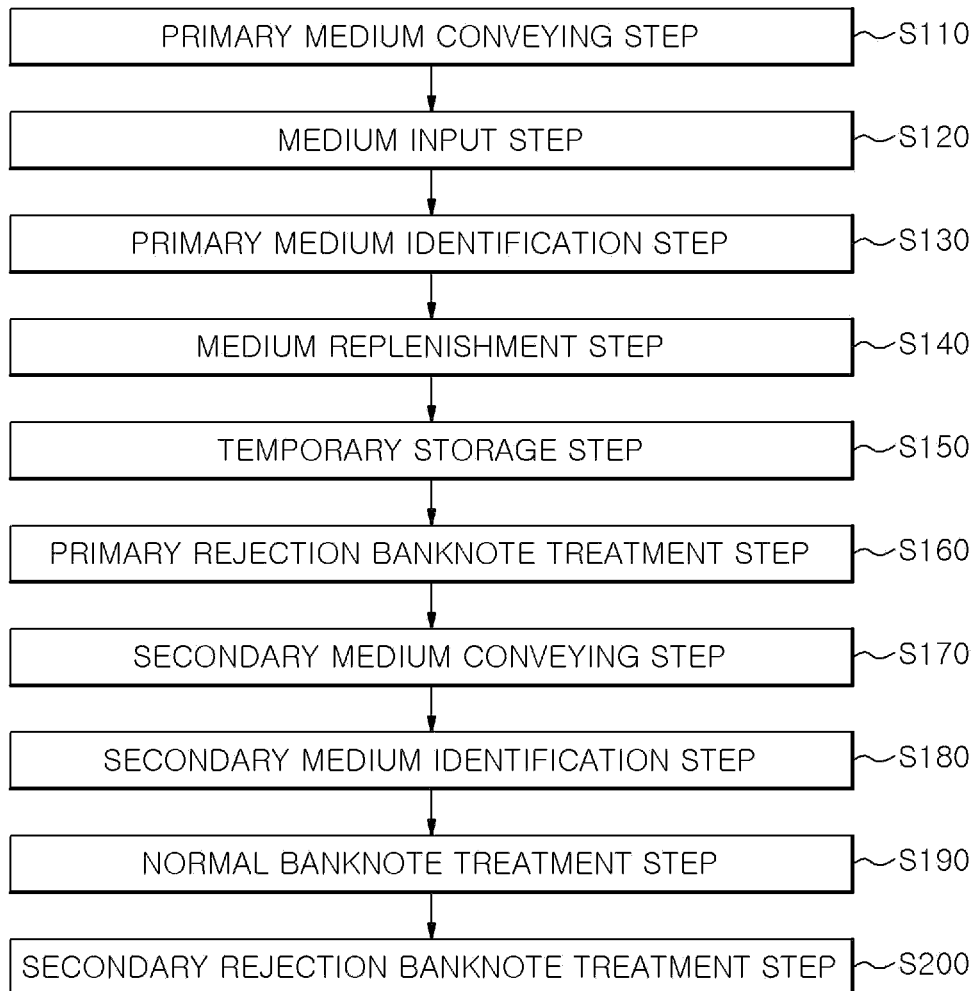 PRIMARY MEDIUM CONVEYING STEP S110
MEDIUM INPUT STEP S120
PRIMARY MEDIUM IDENTIFICATION STEP S130
MEDIUM REPLENISHMENT STEP S140
TEMPORARY STORAGE STEP S150
PRIMARY REJECTION BANKNOTE TREATMENT STEP S160
SECONDARY MEDIUM CONVEYING STEP S170
SECONDARY MEDIUM IDENTIFICATION STEP S180
NORMAL BANKNOTE TREATMENT STEP S190
SECONDARY REJECTION BANKNOTE TREATMENT STEP S200